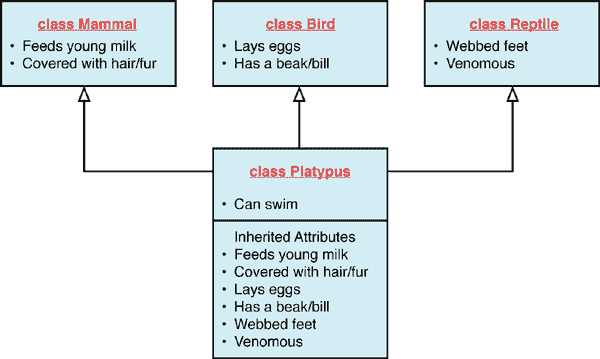 class Mammal
• Feeds young milk
• Covered with hair/fur
class Bird
• Lays eggs
• Has a beak/bill
class Reptile
• Webbed feet
• Venomous
class Platypus
• Can swim
Inherited Attributes
• Feeds young milk
• Covered with hair/fur
• Lays eggs
• Has a beak/bill
• Webbed feet
• Venomous